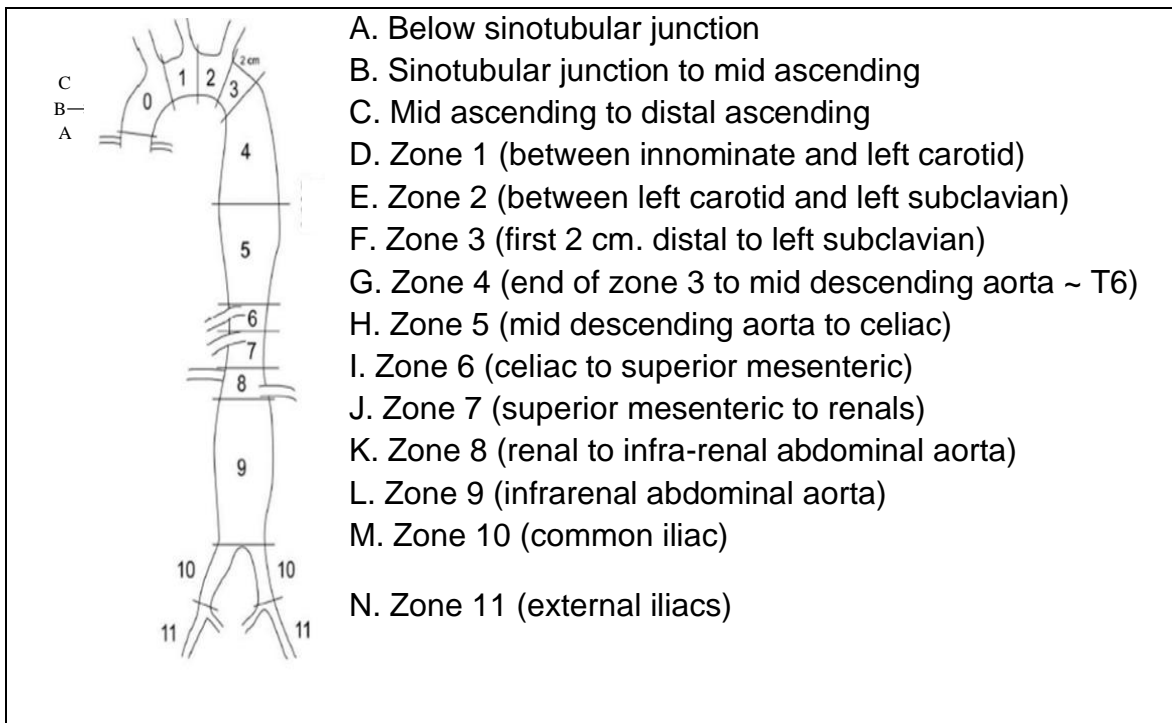 A. Below sinotubular junction
B. Sinotubular junction to mid ascending
C. Mid ascending to distal ascending
D. Zone 1 (between innominate and left carotid)
E. Zone 2 (between left carotid and left subclavian)
F. Zone 3 (first 2 cm. distal to left subclavian)
G. Zone 4 (end of zone 3 to mid descending aorta ~ T6)
H. Zone 5 (mid descending aorta to celiac)
I. Zone 6 (celiac to superior mesenteric)
J. Zone 7 (superior mesenteric to renals)
K. Zone 8 (renal to infra-renal abdominal aorta)
L. Zone 9 (infrarenal abdominal aorta)
M. Zone 10 (common iliac)
N. Zone 11 (external iliacs)
2 cm
C
B
A
0
1
2
3
4
5
6
7
8
9
10
10
11
11